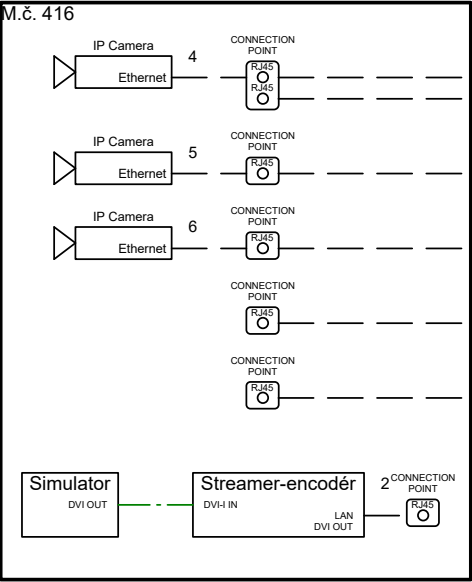 M.č. 416
IP Camera
Ethernet
4
CONNECTION
POINT
RJ45
RJ45
IP Camera
Ethernet
5
CONNECTION
POINT
RJ45
IP Camera
Ethernet
6
CONNECTION
POINT
RJ45
CONNECTION
POINT
RJ45
CONNECTION
POINT
RJ45
Simulator
DVI OUT
Streamer-encodér
DVI-I IN
LAN
DVI OUT
2
CONNECTION
POINT
RJ45